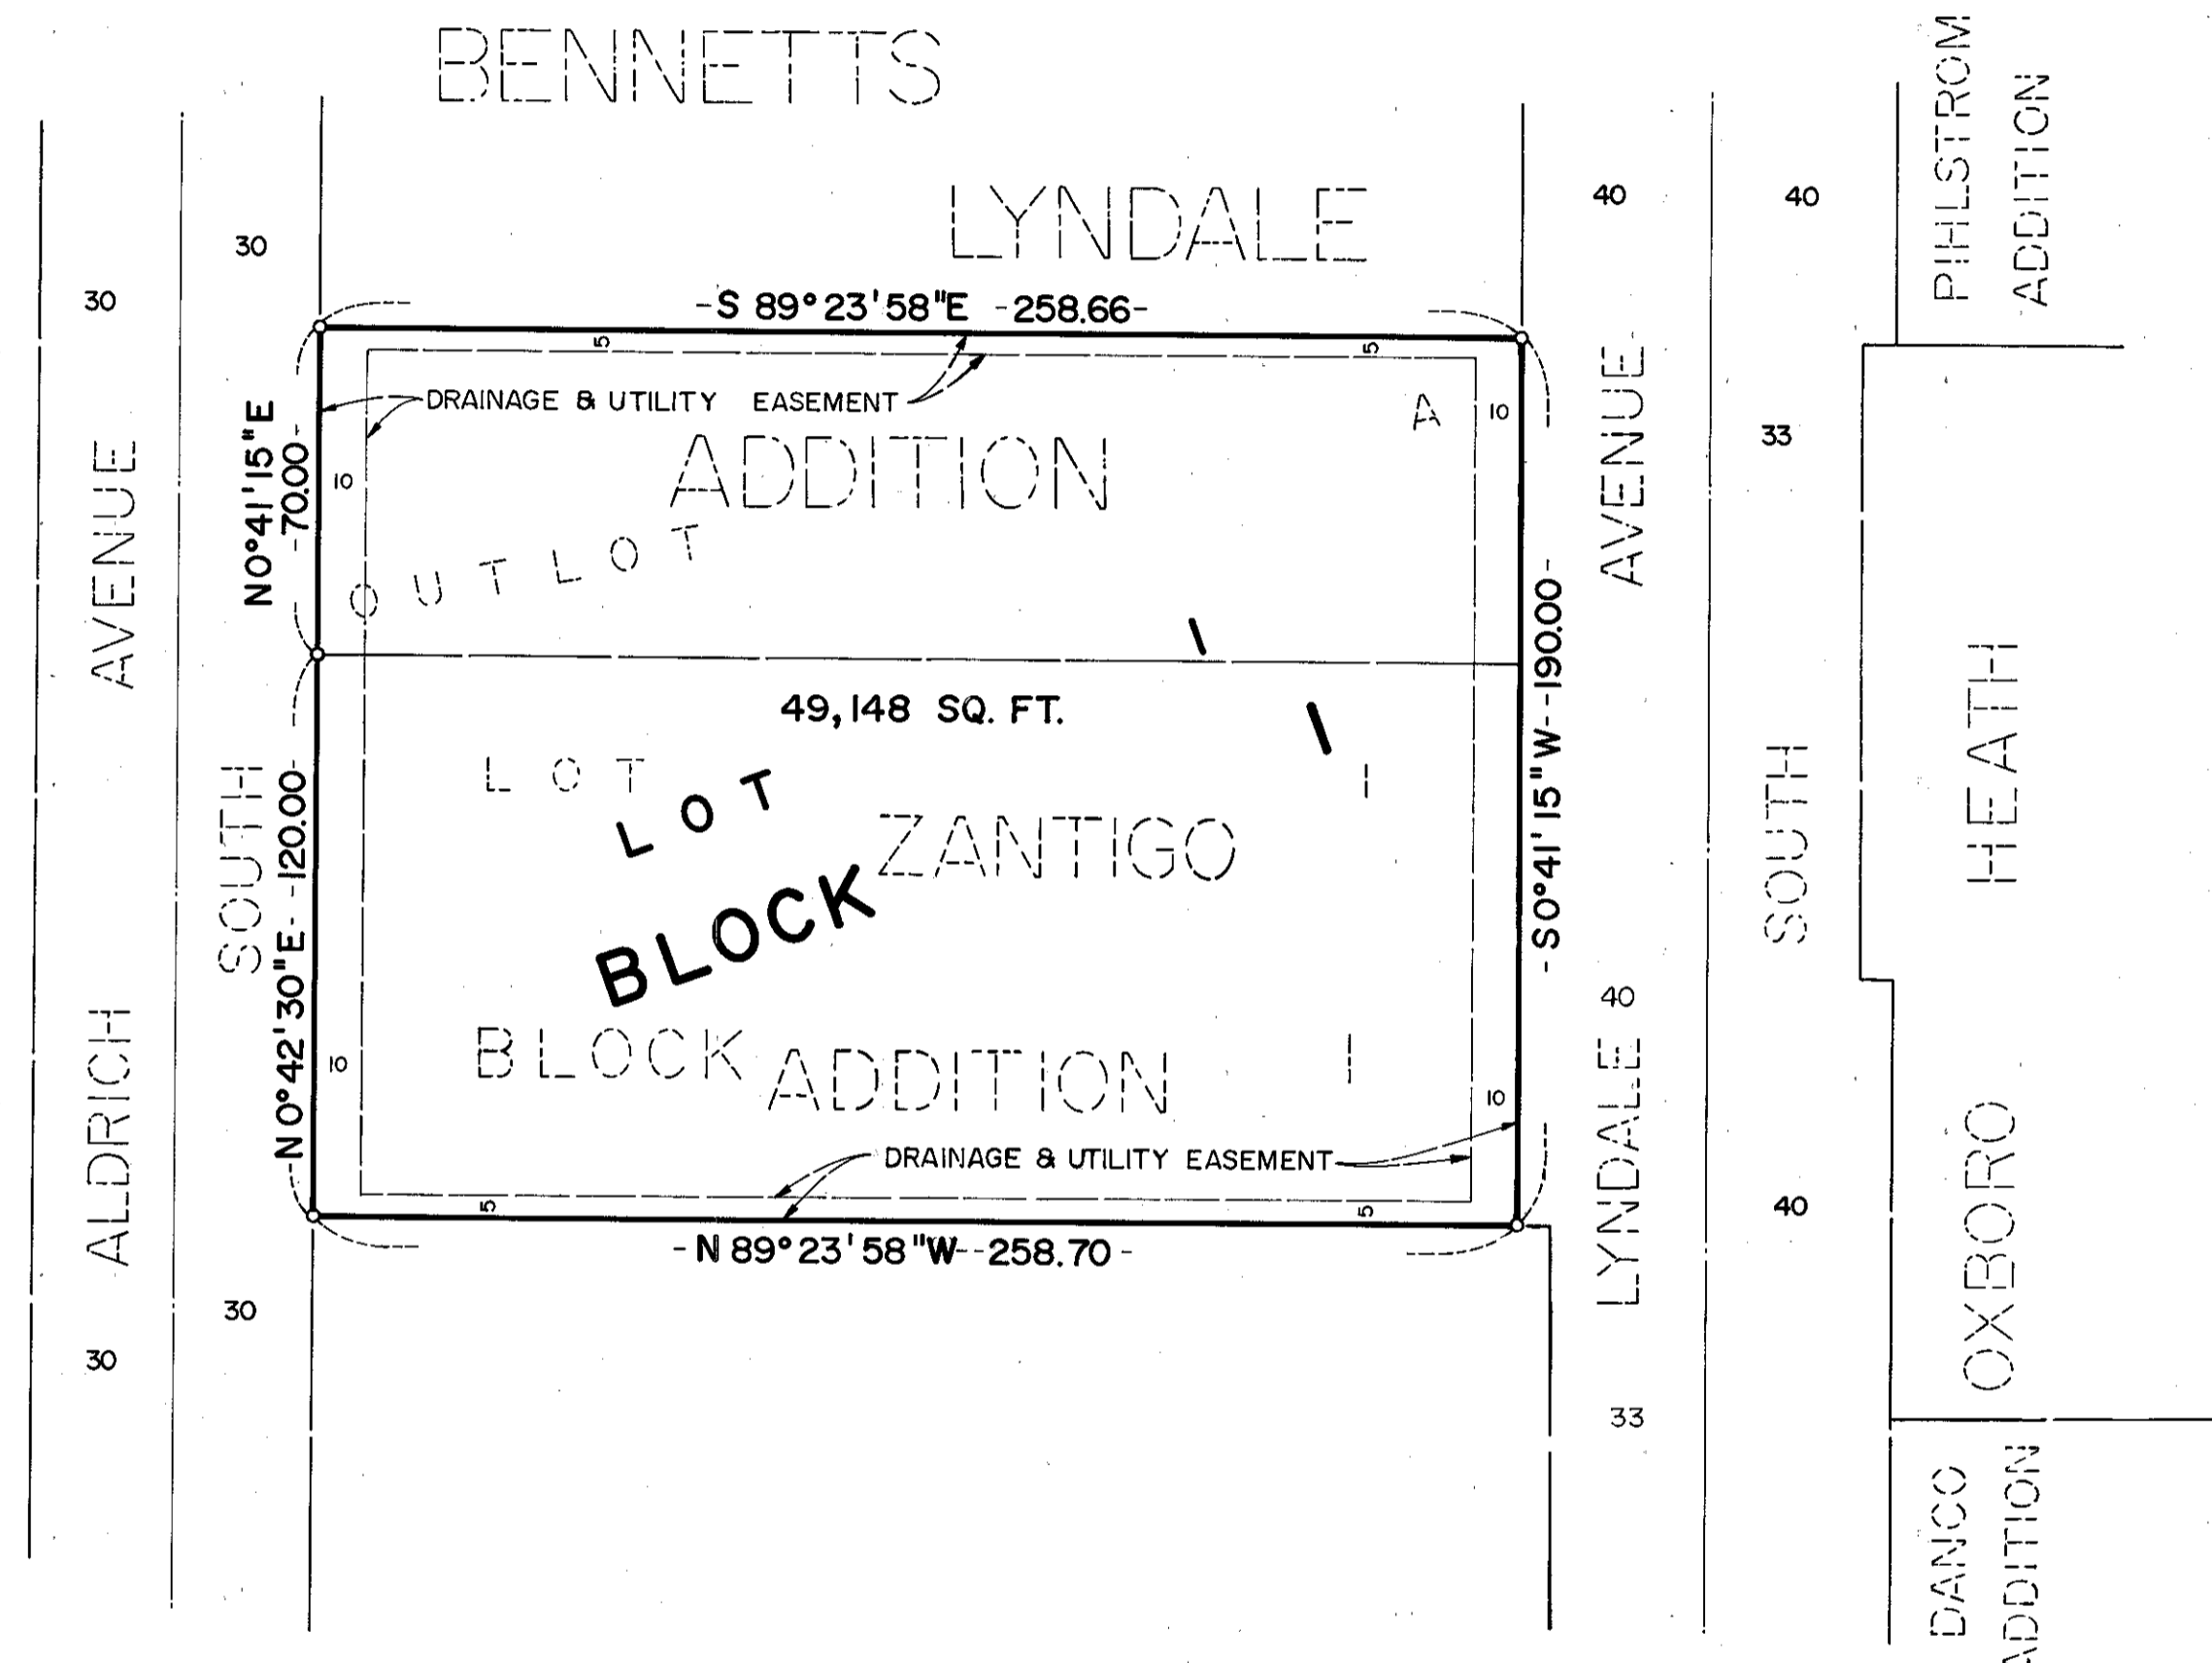 BENNETTS
LYNDALE
PIHLSTROM
ADDITION
40
40
30
30
-S 89°23'58"E -258.66-
5
5
DRAINAGE & UTILITY EASEMENT
A
10
33
ADDITION
N0°41'15"E
-70.00-
10
OUTLOT
1
49,148 SQ. FT.
1
LOT
1
LOT
ZANTIGO
BLOCK
BLOCK
ADDITION
1
10
10
--N 0°42'30"E--120.00-
-S 0°41'15"W--190.00-
DRAINAGE & UTILITY EASEMENT
5
5
-N 89°23'58"W--258.70-
ALDRICH AVENUE
SOUTH
LYNDALE AVENUE
40
SOUTH
40
OXBORO HEATH
30
30
33
DANCO
ADDITION